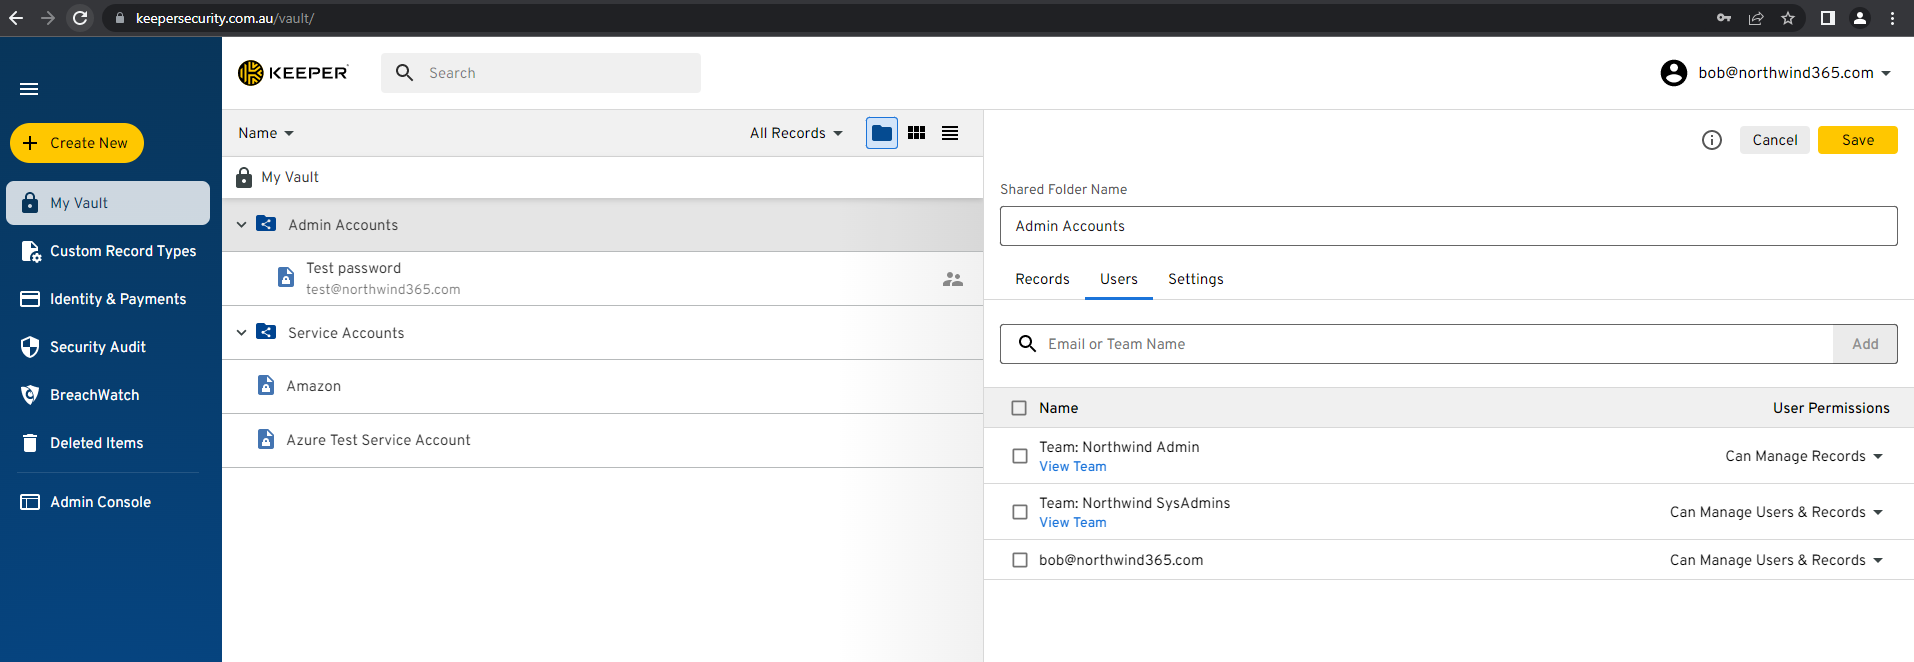 keepersecurity.com.au/vault/
KEEPER
Search
bob@northwind365.com
Create New
My Vault
Custom Record Types
Identity & Payments
Security Audit
BreachWatch
Deleted Items
Admin Console
Name
All Records
My Vault
Admin Accounts
Test password
test@northwind365.com
Service Accounts
Amazon
Azure Test Service Account
Cancel
Save
Shared Folder Name
Admin Accounts
Records Users Settings
Email or Team Name
Add
Name
User Permissions
Team: Northwind Admin
View Team
Can Manage Records
Team: Northwind SysAdmins
View Team
Can Manage Users & Records
bob@northwind365.com
Can Manage Users & Records